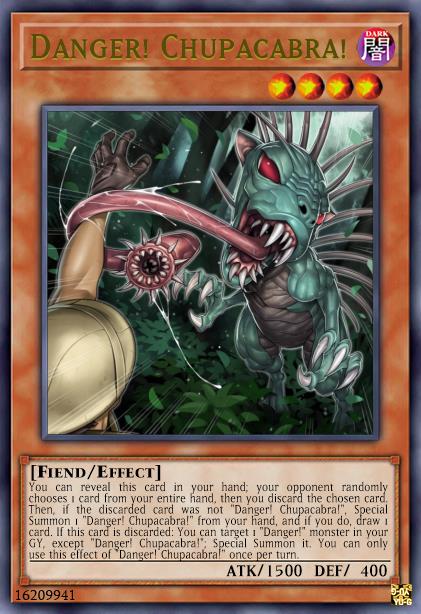 DANGER! CHUPACABRA!
DARK
闇
[FIEND/EFFECT]
You can reveal this card in your hand; your opponent randomly
chooses 1 card from your entire hand, then you discard the chosen card.
Then, if the discarded card was not "Danger! Chupacabra!", Special
Summon 1 "Danger! Chupacabra!" from your hand, and if you do, draw 1
card. If this card is discarded: You can target 1 "Danger!" monster in your
GY, except "Danger! Chupacabra!"; Special Summon it. You can only
use this effect of "Danger! Chupacabra!" once per turn.
ATK/1500 DEF/ 400
16209941